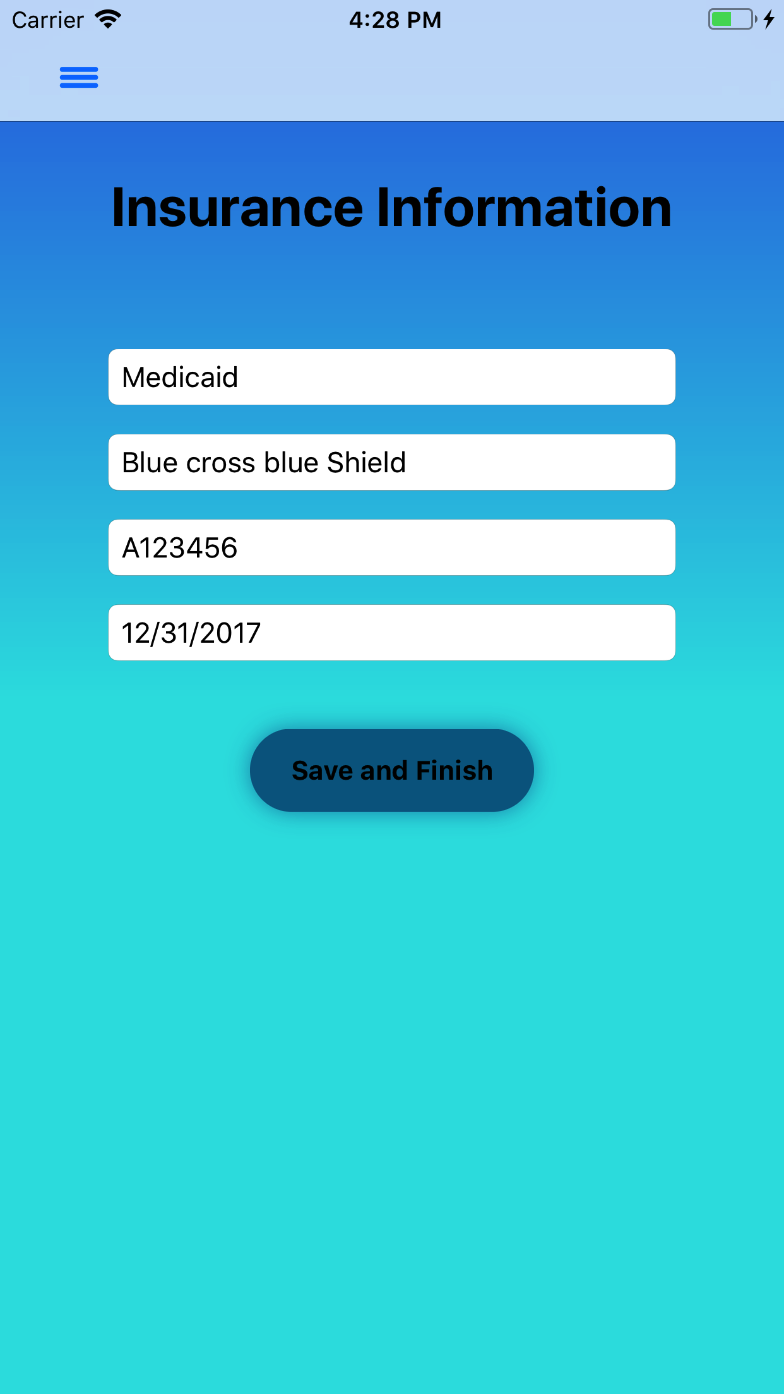 Carrier 4:28 PM
Insurance Information
Medicaid
Blue cross blue Shield
A123456
12/31/2017
Save and Finish